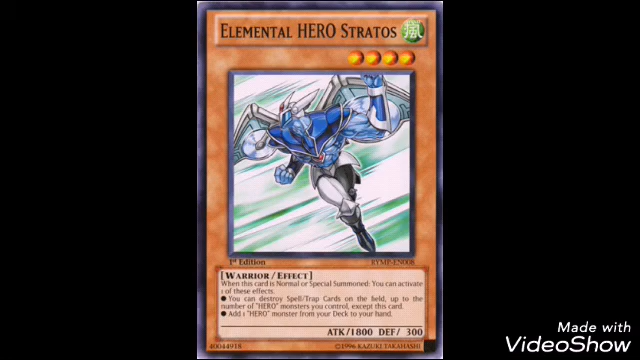 ELEMENTAL HERO STRATOS
風
1st Edition
RYMP-EN008
[WARRIOR/EFFECT]
When this card is Normal or Special Summoned: You can activate
1 of these effects.
● You can destroy Spell/Trap Cards on the field, up to the
number of "HERO" monsters you control, except this card.
● Add 1 "HERO" monster from your Deck to your hand.
ATK/1800 DEF/ 300
40044918
©1996 KAZUKI TAKAHASHI
Made with
VideoShow